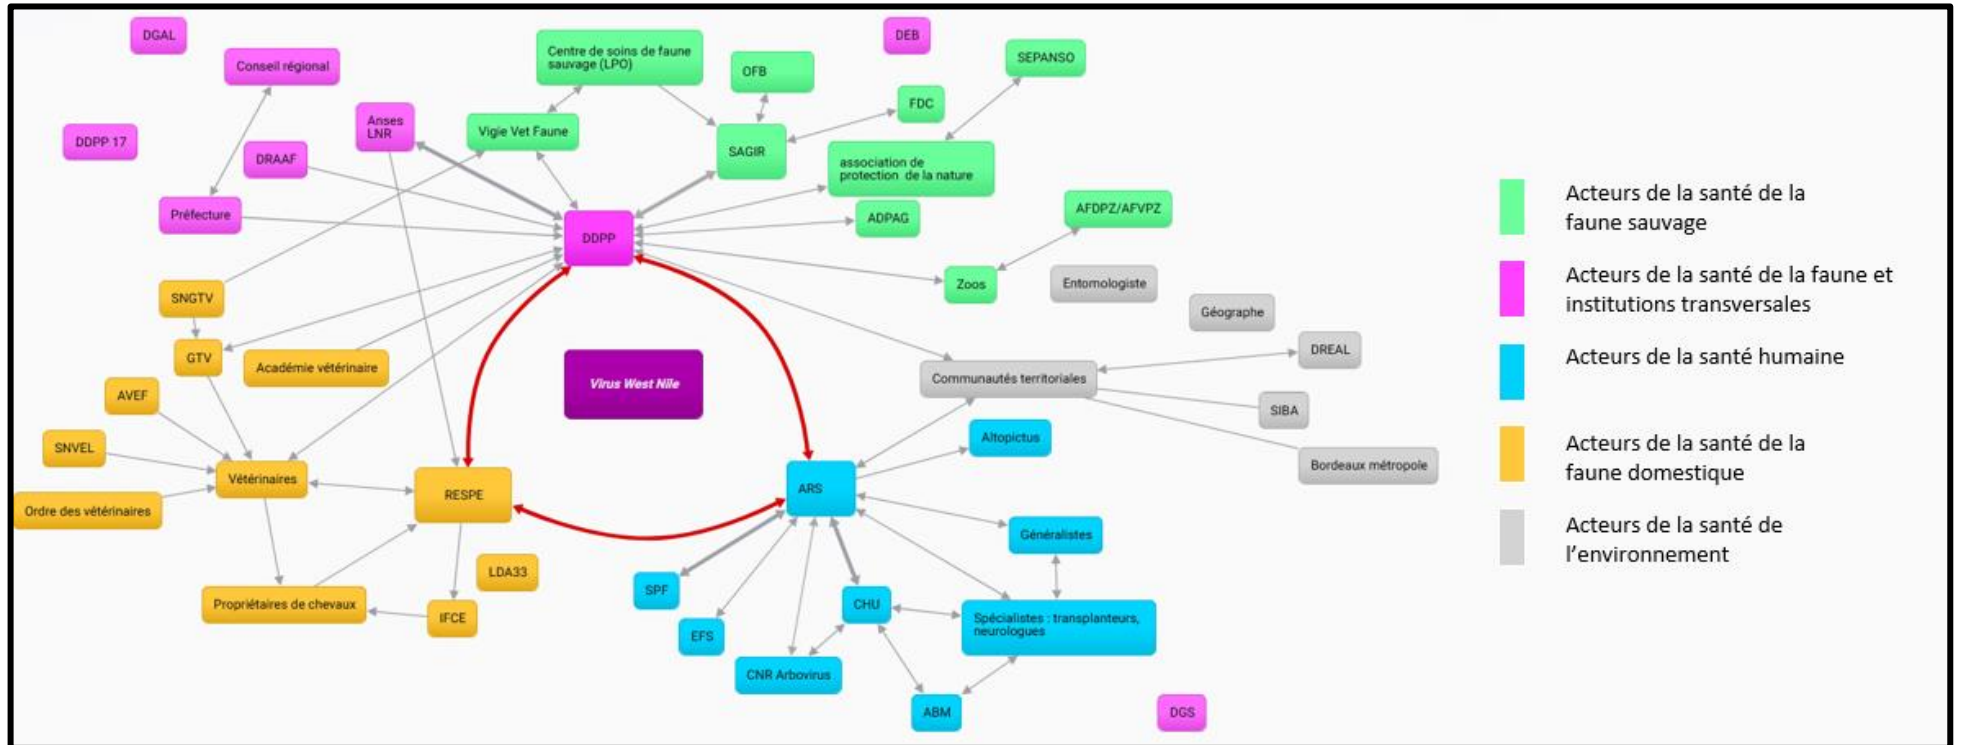 DGAL
DEB
Conseil régional
Centre de soins de faune
sauvage (LPO)
OFB
SEPANSO
FDC
Anses
LNR
Vigie Vet Faune
DDPP 17
DRAAF
SAGIR
association de
protection de la nature
Préfecture
ADPAG
AFDPZ/AFVPZ
DDPP
Zoos
Entomologiste
SNGTV
Géographe
GTV
Académie vétérinaire
DREAL
Virus West Nile
Communautés territoriales
AVEF
SIBA
SNVEL
Altopictus
Vétérinaires
Bordeaux métropole
RESPE
ARS
Ordre des vétérinaires
Généralistes
LDA33
SPF
Propriétaires de chevaux
IFCE
CHU
Spécialistes : transplanteurs,
neurologues
EFS
CNR Arbovirus
ABM
DGS
Acteurs de la santé de la
faune sauvage
Acteurs de la santé de la faune et
institutions transversales
Acteurs de la santé humaine
Acteurs de la santé de la
faune domestique
Acteurs de la santé de
l'environnement